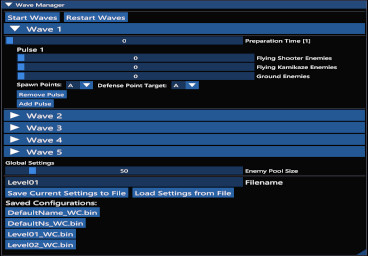 Wave Manager
Start Waves Restart Waves
Wave 1
0 Preparation Time [1]
Pulse 1
0 Flying Shooter Enemies
0 Flying Kamikaze Enemies
0 Ground Enemies
Spawn Points: A Defense Point Target: A
Remove Pulse
Add Pulse
Wave 2
Wave 3
Wave 4
Wave 5
Global Settings
50 Enemy Pool Size
Level01 Filename
Save Current Settings to File Load Settings from File
Saved Configurations:
DefaultName_WC.bin
DefaultNs_WC.bin
Level01_WC.bin
Level02_WC.bin